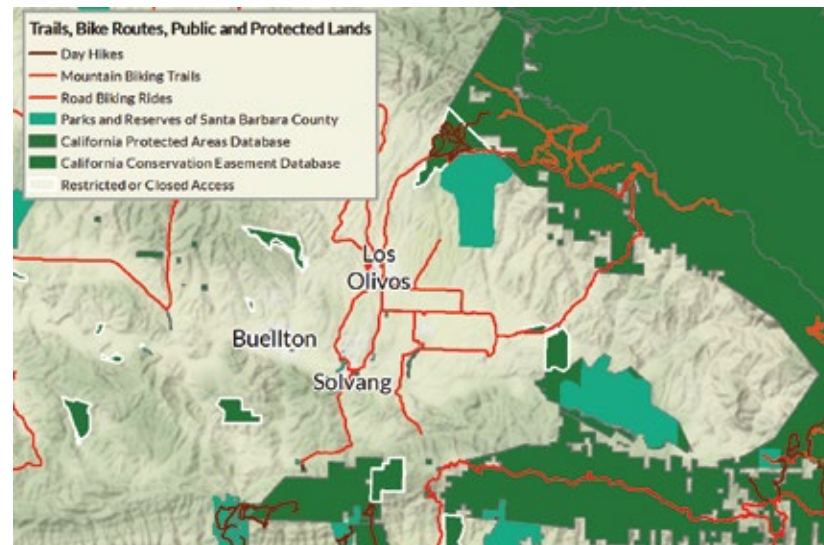 Trails, Bike Routes, Public and Protected Lands
Day Hikes
Mountain Biking Trails
Road Biking Rides
Parks and Reserves of Santa Barbara County
California Protected Areas Database
California Conservation Easement Database
Restricted or Closed Access
Los
Olivos
Buellton
Solvang